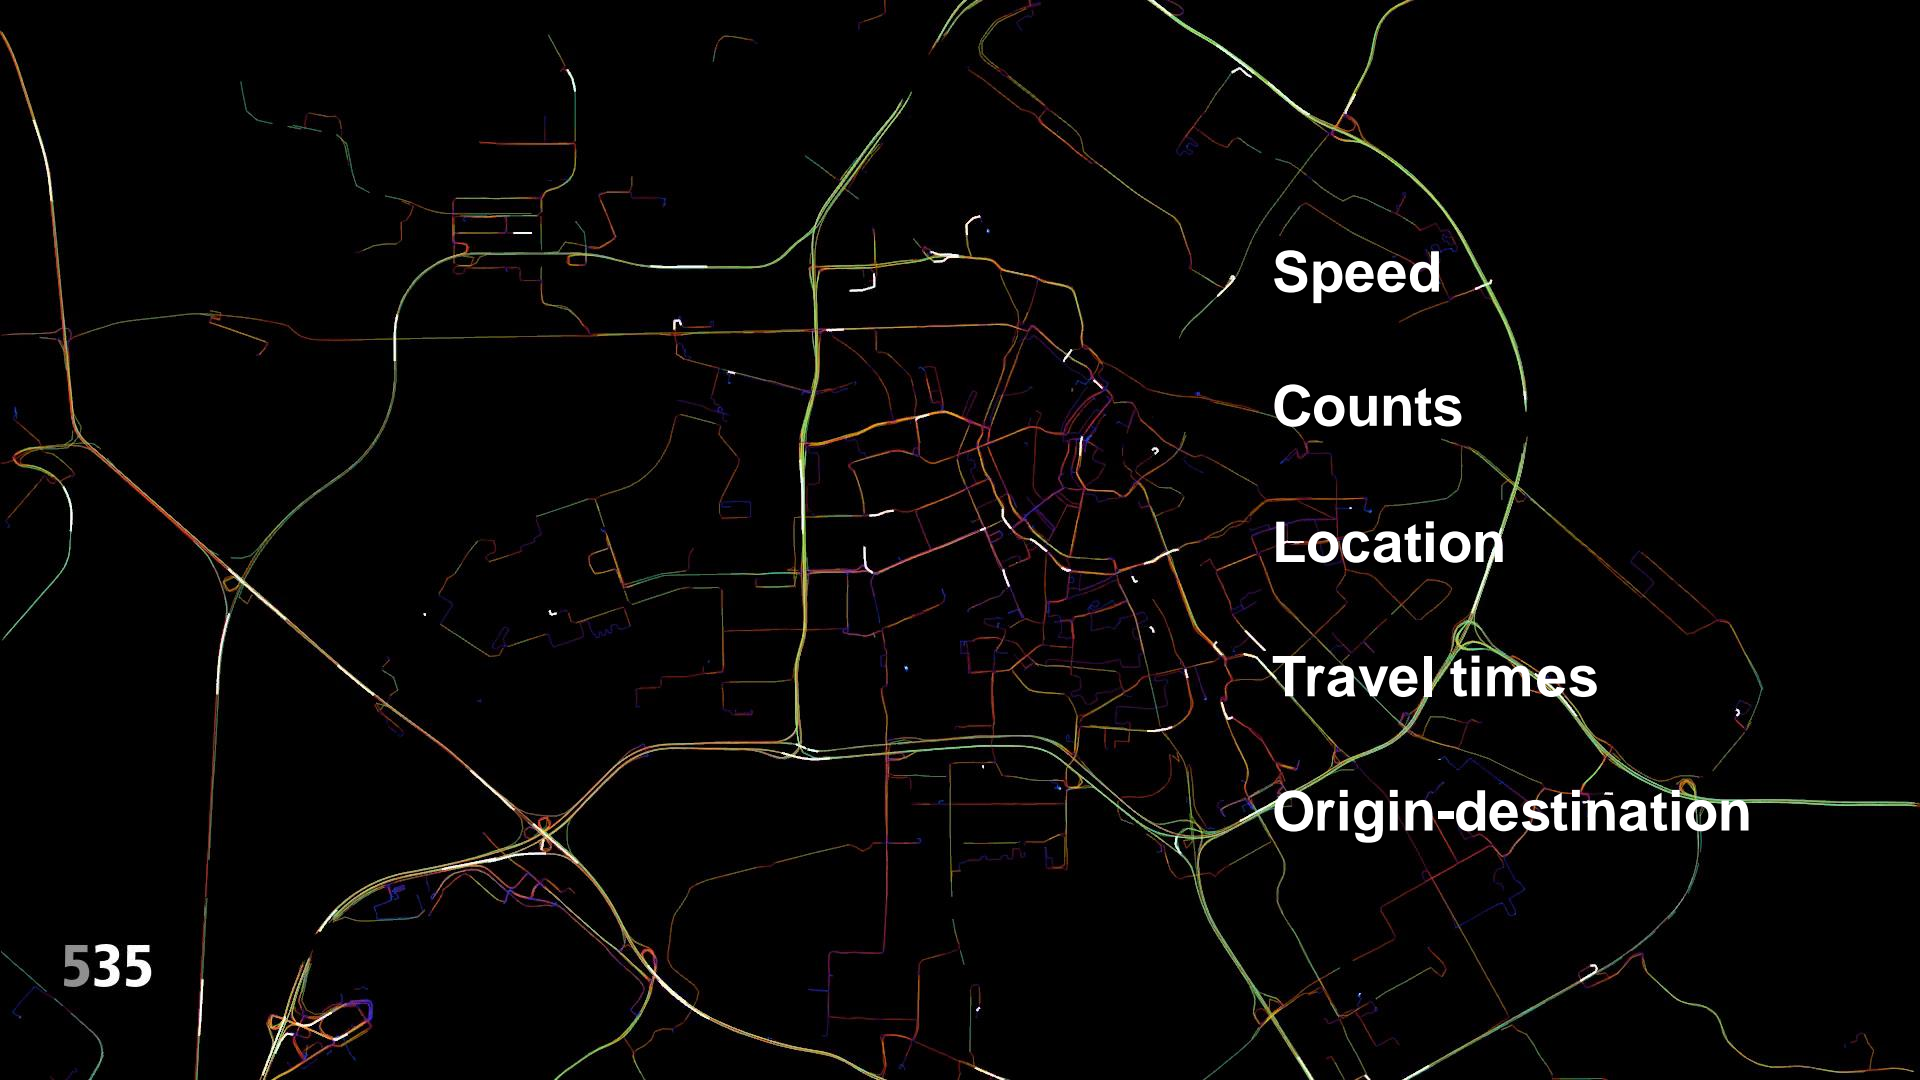 Speed
Counts
Location
Travel times
Origin-destination
535